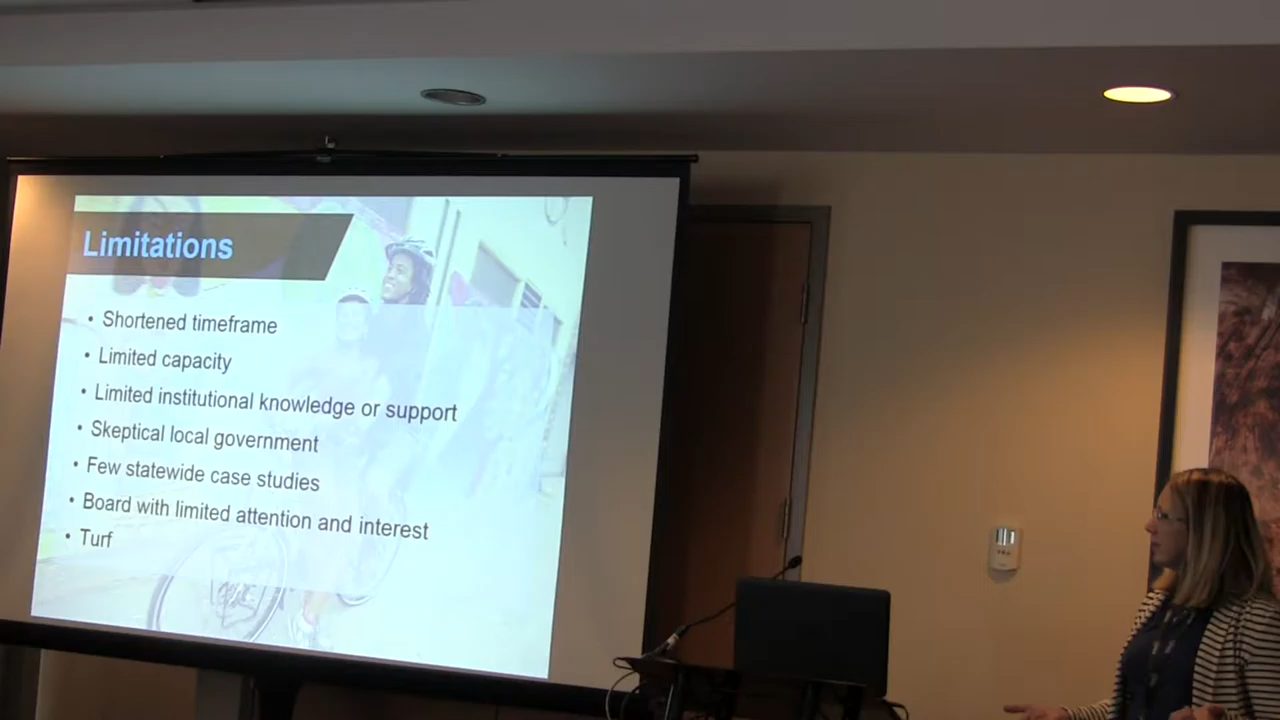 Limitations
• Shortened timeframe
• Limited capacity
• Limited institutional knowledge or support
• Skeptical local government
• Few statewide case studies
• Board with limited attention and interest
• Turf